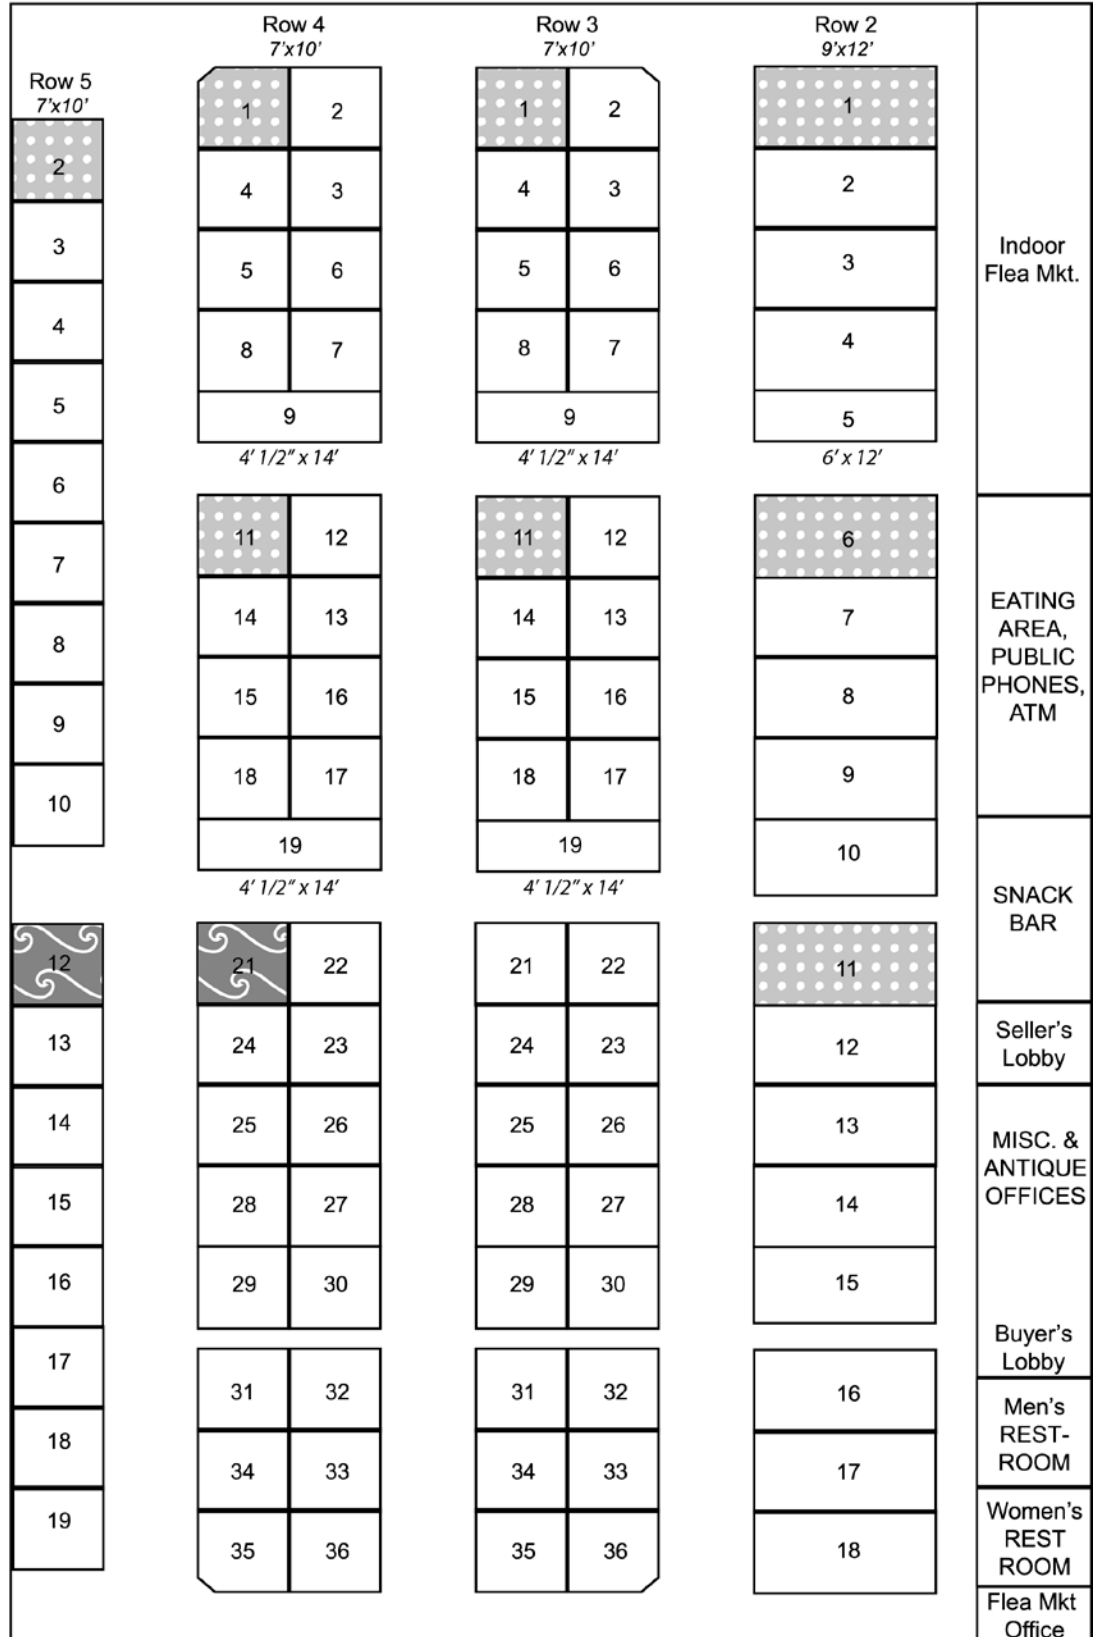 Row 5
7'x10'
2
3
4
5
6
7
8
9
10
12
13
14
15
16
17
18
19
Row 4
7'x10'
1 2
4 3
5 6
8 7
9
4' 1/2" x 14'
11 12
14 13
15 16
18 17
19
4' 1/2" x 14'
21 22
24 23
25 26
28 27
29 30
31 32
34 33
35 36
Row 3
7'x10'
1 2
4 3
5 6
8 7
9
4' 1/2" x 14'
11 12
14 13
15 16
18 17
19
4' 1/2" x 14'
21 22
24 23
25 26
28 27
29 30
31 32
34 33
35 36
Row 2
9'x12'
1
2
3
4
5
6' x 12'
6
7
8
9
10
11
12
13
14
15
16
17
18
Indoor
Flea Mkt.
EATING
AREA,
PUBLIC
PHONES,
ATM
SNACK
BAR
Seller's
Lobby
MISC. &
ANTIQUE
OFFICES
Buyer's
Lobby
Men's
REST-
ROOM
Women's
REST
ROOM
Flea Mkt
Office